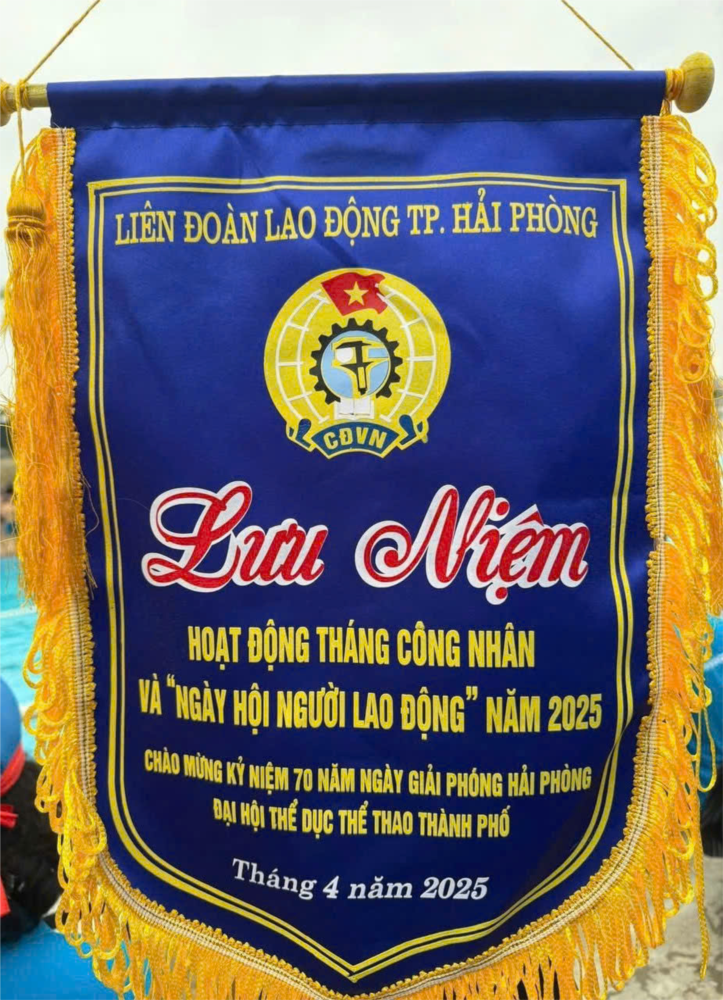 LIÊN ĐOÀN LAO ĐỘNG TP. HẢI PHÒNG
CĐVN
Lưu Niệm
HOẠT ĐỘNG THÁNG CÔNG NHÂN
VÀ "NGÀY HỘI NGƯỜI LAO ĐỘNG" NĂM 2025
CHÀO MỪNG KỶ NIỆM 70 NĂM NGÀY GIẢI PHÓNG HẢI PHÒNG
ĐẠI HỘI THỂ DỤC THỂ THAO THÀNH PHỐ
Tháng 4 năm 2025